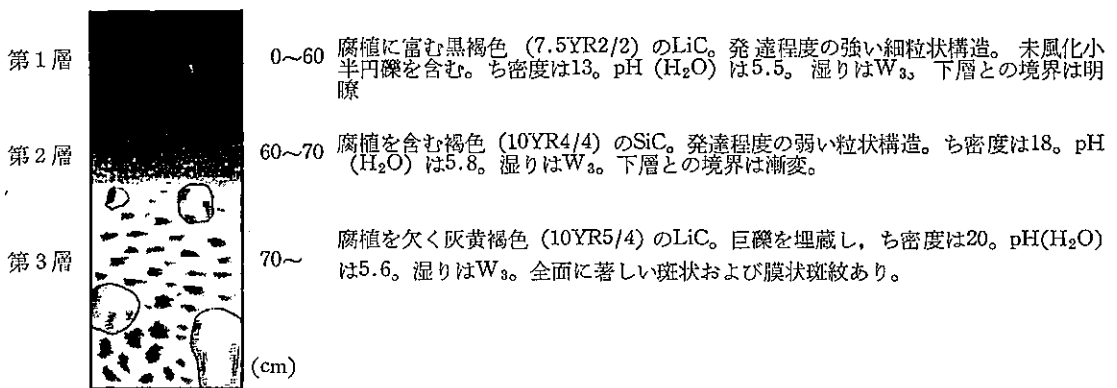 第1層 0～60 腐植に富む黒褐色 (7.5YR2/2) のLiC。発達程度の強い細粒状構造。未風化小
半円礫を含む。ち密度は13。pH (H₂O) は5.5。湿りはW₃。下層との境界は明
瞭
第2層 60～70 腐植を含む褐色 (10YR4/4) のSiC。発達程度の弱い粒状構造。ち密度は18。pH
(H₂O) は5.8。湿りはW₃。下層との境界は漸変。
第3層 70～ 腐植を欠く灰黄褐色 (10YR5/4) のLiC。巨礫を埋蔵し，ち密度は20。pH(H₂O)
は5.6。湿りはW₃。全面に著しい斑状および膜状斑紋あり。
(cm)